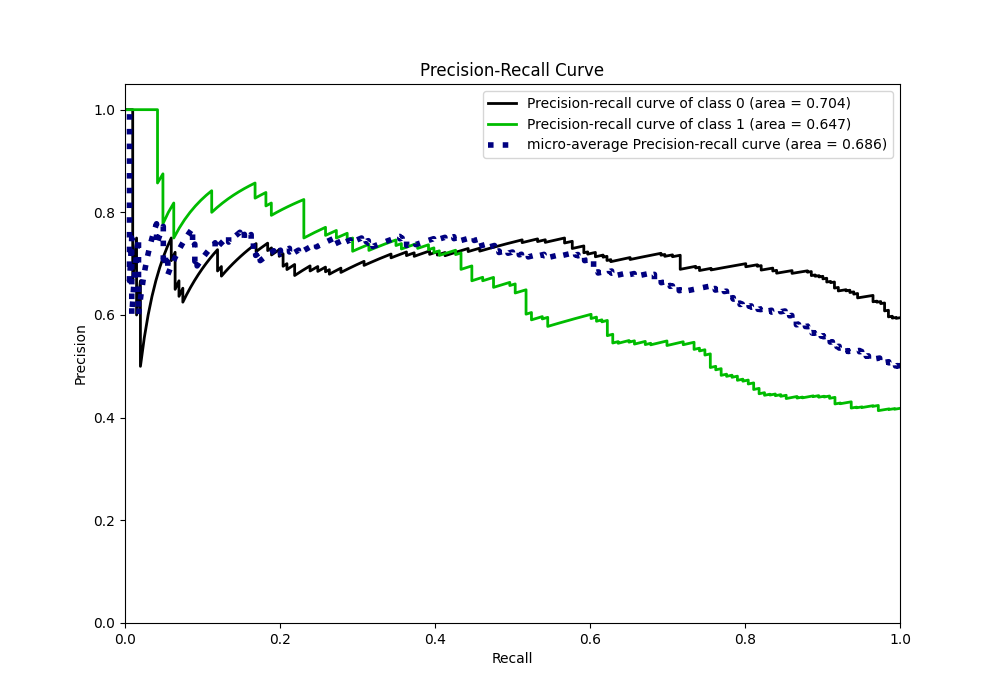 Precision-Recall Curve
Precision-recall curve of class 0 (area = 0.704)
Precision-recall curve of class 1 (area = 0.647)
micro-average Precision-recall curve (area = 0.686)
1.0
0.8
0.6
0.4
0.2
0.0
Precision
0.0 0.2 0.4 0.6 0.8 1.0
Recall